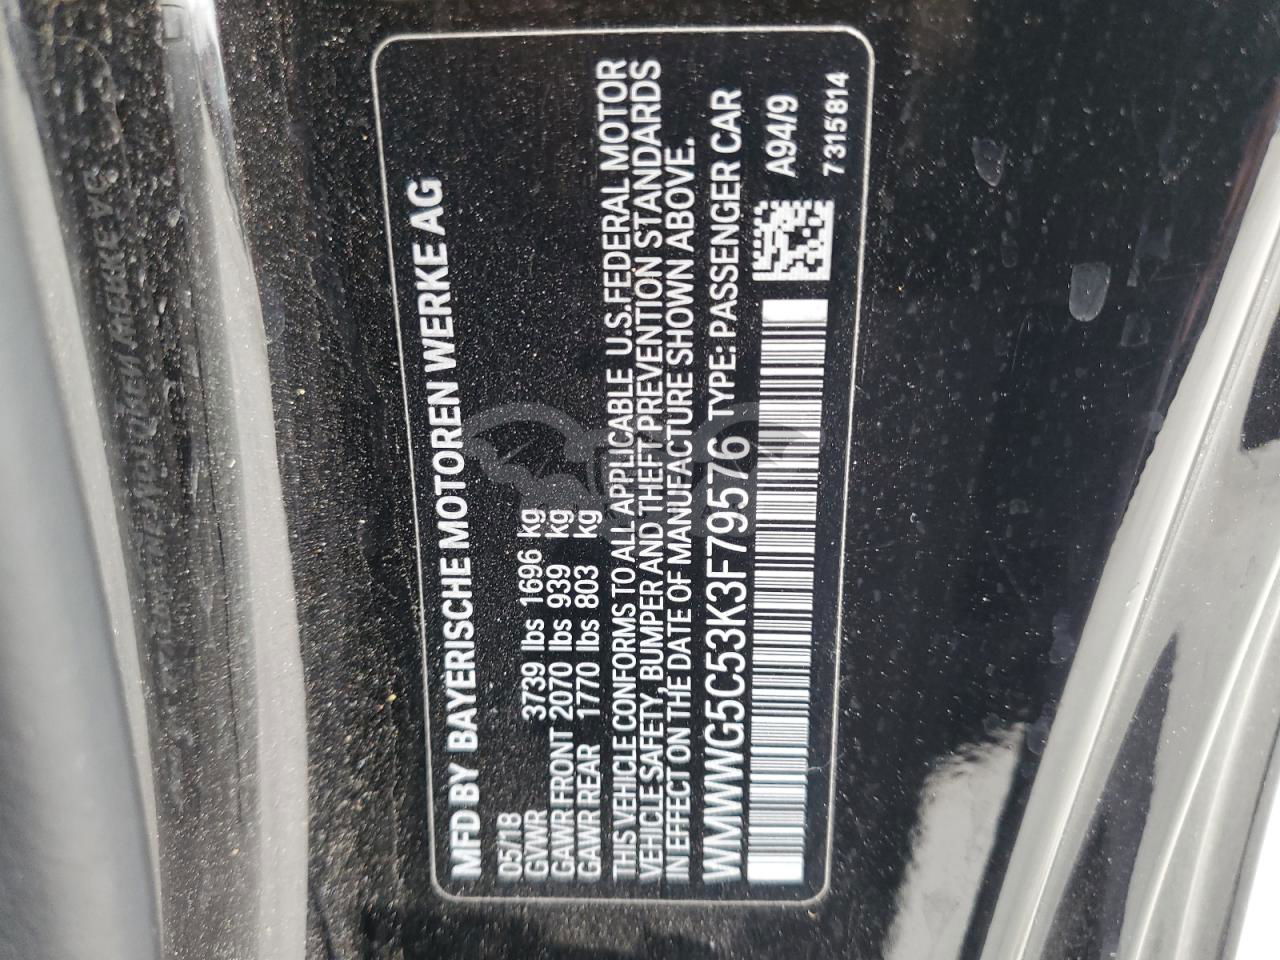 MFD BY BAYERISCHE MOTOREN WERKE AG
05/18
GVWR 3739 lbs 1696 kg
GAWR FRONT 2070 lbs 939 kg
GAWR REAR 1770 lbs 803 kg
THIS VEHICLE CONFORMS TO ALL APPLICABLE U.S.FEDERAL MOTOR
VEHICLE SAFETY, BUMPER AND THEFT PREVENTION STANDARDS
IN EFFECT ON THE DATE OF MANUFACTURE SHOWN ABOVE.
WMWWG5C53K3F79576 TYPE: PASSENGER CAR
A94/9
7315814